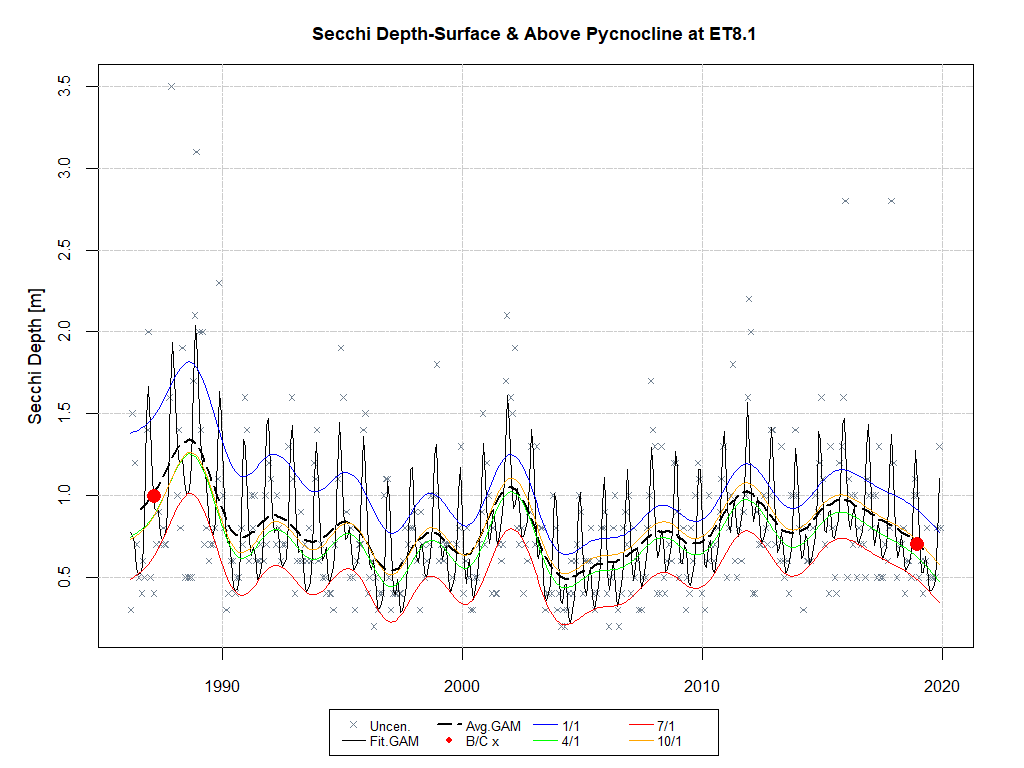 Secchi Depth-Surface & Above Pycnocline at ET8.1
Secchi Depth [m]
3.5
3.0
2.5
2.0
1.5
1.0
0.5
1990 2000 2010 2020
Uncen. Avg.GAM 1/1 7/1
Fit.GAM B/C x 4/1 10/1